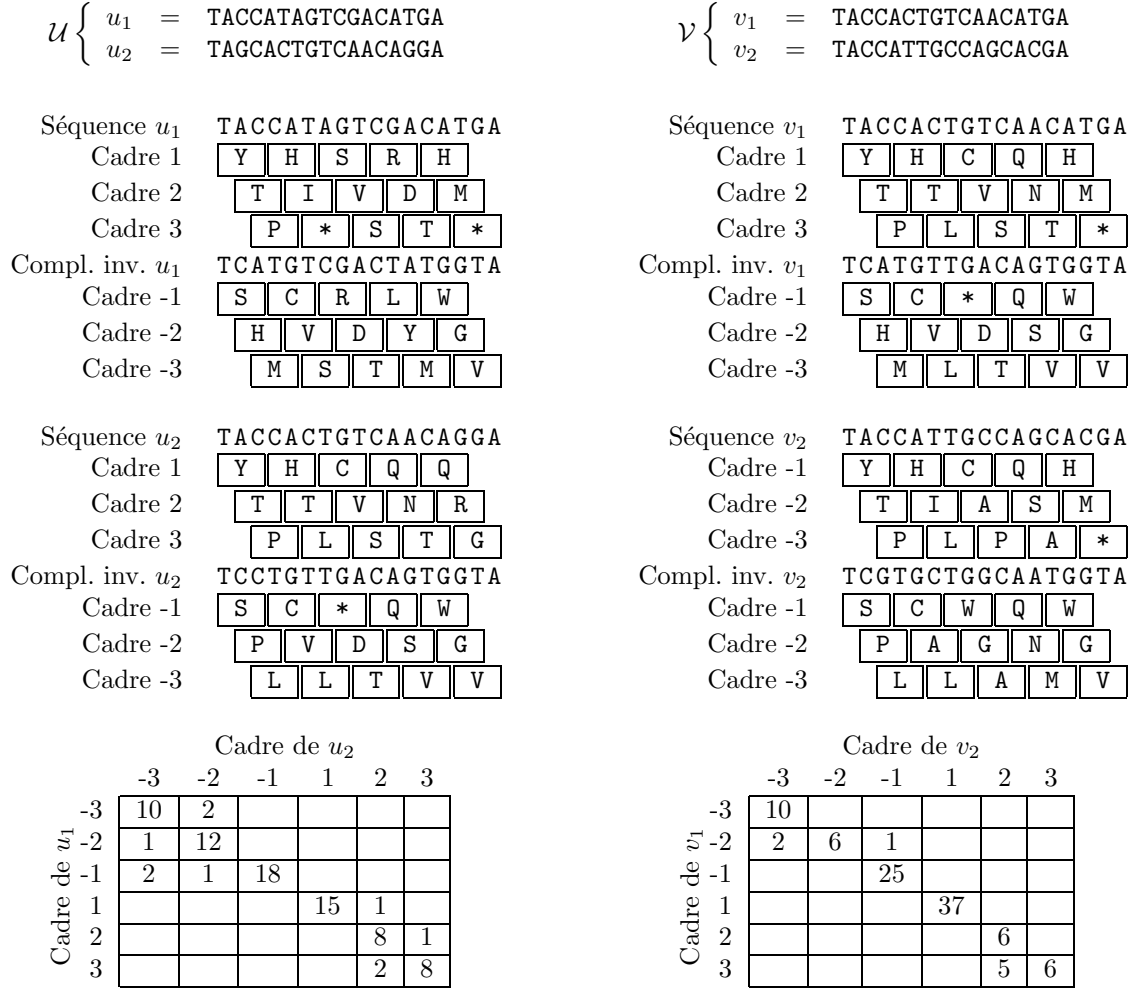 U { u1 = TACCATAGTCGACATGA
u2 = TAGCACTGTCAACAGGA
V { v1 = TACCACTGTCAACATGA
v2 = TACCATTGCCAGCACGA
Séquence u1 TACCATAGTCGACATGA
Cadre 1 Y H S R H
Cadre 2 T I V D M
Cadre 3 P * S T *
Compl. inv. u1 TCATGTCGACTATGGTA
Cadre -1 S C R L W
Cadre -2 H V D Y G
Cadre -3 M S T M V
Séquence v1 TACCACTGTCAACATGA
Cadre 1 Y H C Q H
Cadre 2 T T V N M
Cadre 3 P L S T *
Compl. inv. v1 TCATGTTGACAGTGGTA
Cadre -1 S C * Q W
Cadre -2 H V D S G
Cadre -3 M L T V V
Séquence u2 TACCACTGTCAACAGGA
Cadre 1 Y H C Q Q
Cadre 2 T T V N R
Cadre 3 P L S T G
Compl. inv. u2 TCCTGTTGACAGTGGTA
Cadre -1 S C * Q W
Cadre -2 P V D S G
Cadre -3 L L T V V
Séquence v2 TACCATTGCCAGCACGA
Cadre -1 Y H C Q H
Cadre -2 T I A S M
Cadre -3 P L P A *
Compl. inv. v2 TCGTGCTGGCAATGGTA
Cadre -1 S C W Q W
Cadre -2 P A G N G
Cadre -3 L L A M V
Cadre de u2
-3 -2 -1 1 2 3
Cadre de u1
-3 10 2
-2 1 12
-1 2 1 18
1 15 1
2 8 1
3 2 8
Cadre de v2
-3 -2 -1 1 2 3
Cadre de v1
-3 10
-2 2 6 1
-1 25
1 37
2 6
3 5 6